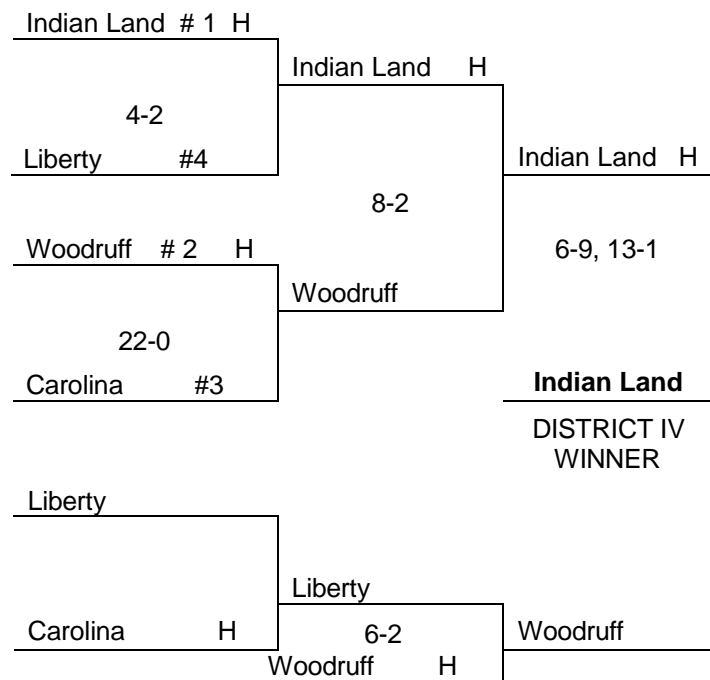 Indian Land # 1 H
Indian Land H
4-2
Liberty #4
Indian Land H
8-2
Woodruff # 2 H
6-9, 13-1
Woodruff
22-0
Carolina #3
Indian Land
DISTRICT IV
WINNER
Liberty
Liberty
Carolina H
6-2
Woodruff
Woodruff H